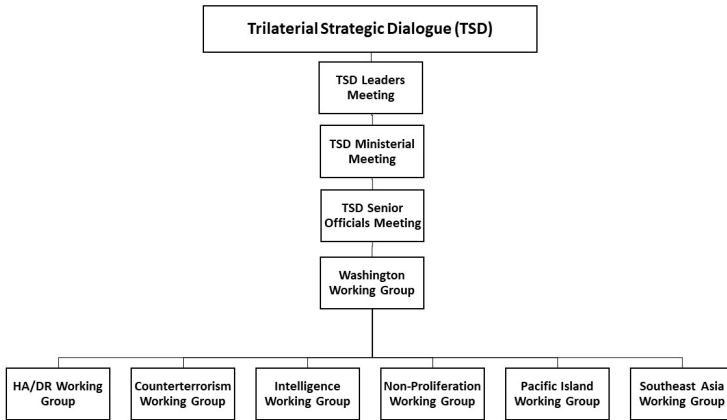 Trilaterial Strategic Dialogue (TSD)
TSD Leaders
Meeting
TSD Ministerial
Meeting
TSD Senior
Officials Meeting
Washington
Working Group
HA/DR Working
Group
Counterterrorism
Working Group
Intelligence
Working Group
Non-Proliferation
Working Group
Pacific Island
Working Group
Southeast Asia
Working Group